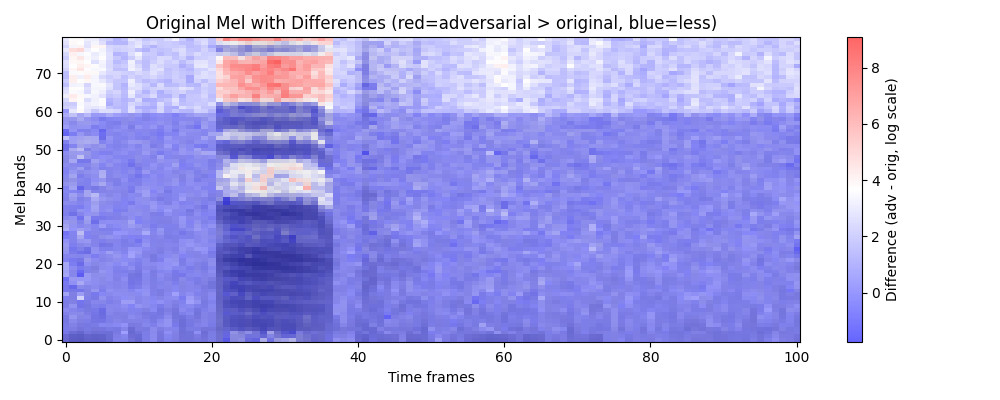 Original Mel with Differences (red=adversarial > original, blue=less)
Mel bands
70
60
50
40
30
20
10
0
0 20 40 60 80 100
Time frames
8
6
4
2
0
Difference (adv - orig, log scale)